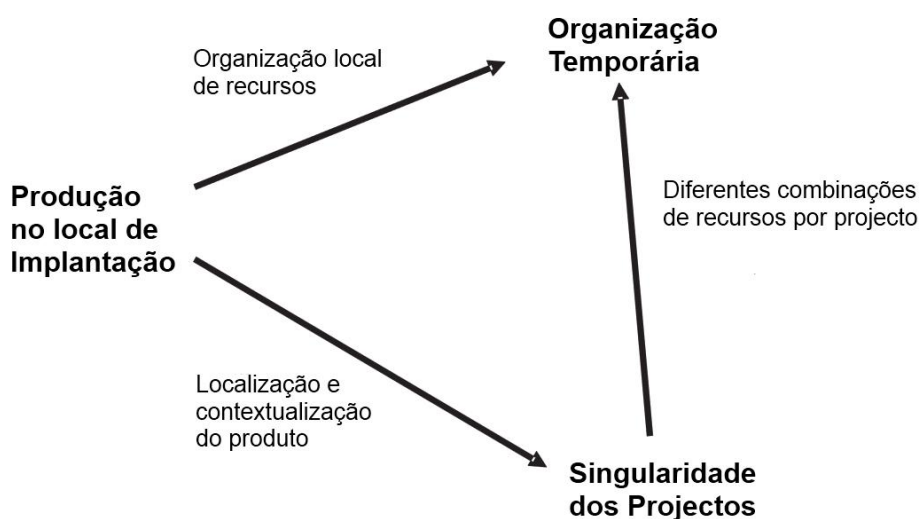 Organização
Temporária
Organização local
de recursos
Produção
no local de
Implantação
Diferentes combinações
de recursos por projecto
Localização e
contextualização
do produto
Singularidade
dos Projectos